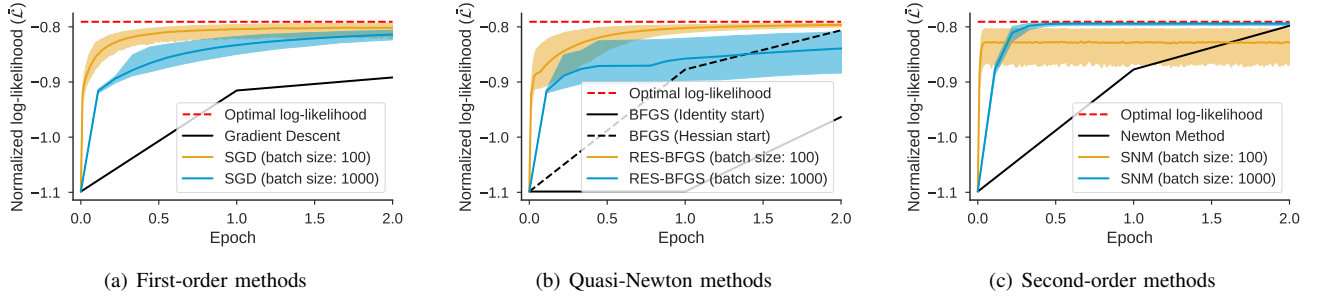 Normalized log-likelihood (ℒ̄)
−0.8
−0.9
−1.0
−1.1
0.0 0.5 1.0 1.5 2.0
Epoch
Optimal log-likelihood
Gradient Descent
SGD (batch size: 100)
SGD (batch size: 1000)
(a) First-order methods
Normalized log-likelihood (ℒ̄)
−0.8
−0.9
−1.0
−1.1
0.0 0.5 1.0 1.5 2.0
Epoch
Optimal log-likelihood
BFGS (Identity start)
BFGS (Hessian start)
RES-BFGS (batch size: 100)
RES-BFGS (batch size: 1000)
(b) Quasi-Newton methods
Normalized log-likelihood (ℒ̄)
−0.8
−0.9
−1.0
−1.1
0.0 0.5 1.0 1.5 2.0
Epoch
Optimal log-likelihood
Newton Method
SNM (batch size: 100)
SNM (batch size: 1000)
(c) Second-order methods